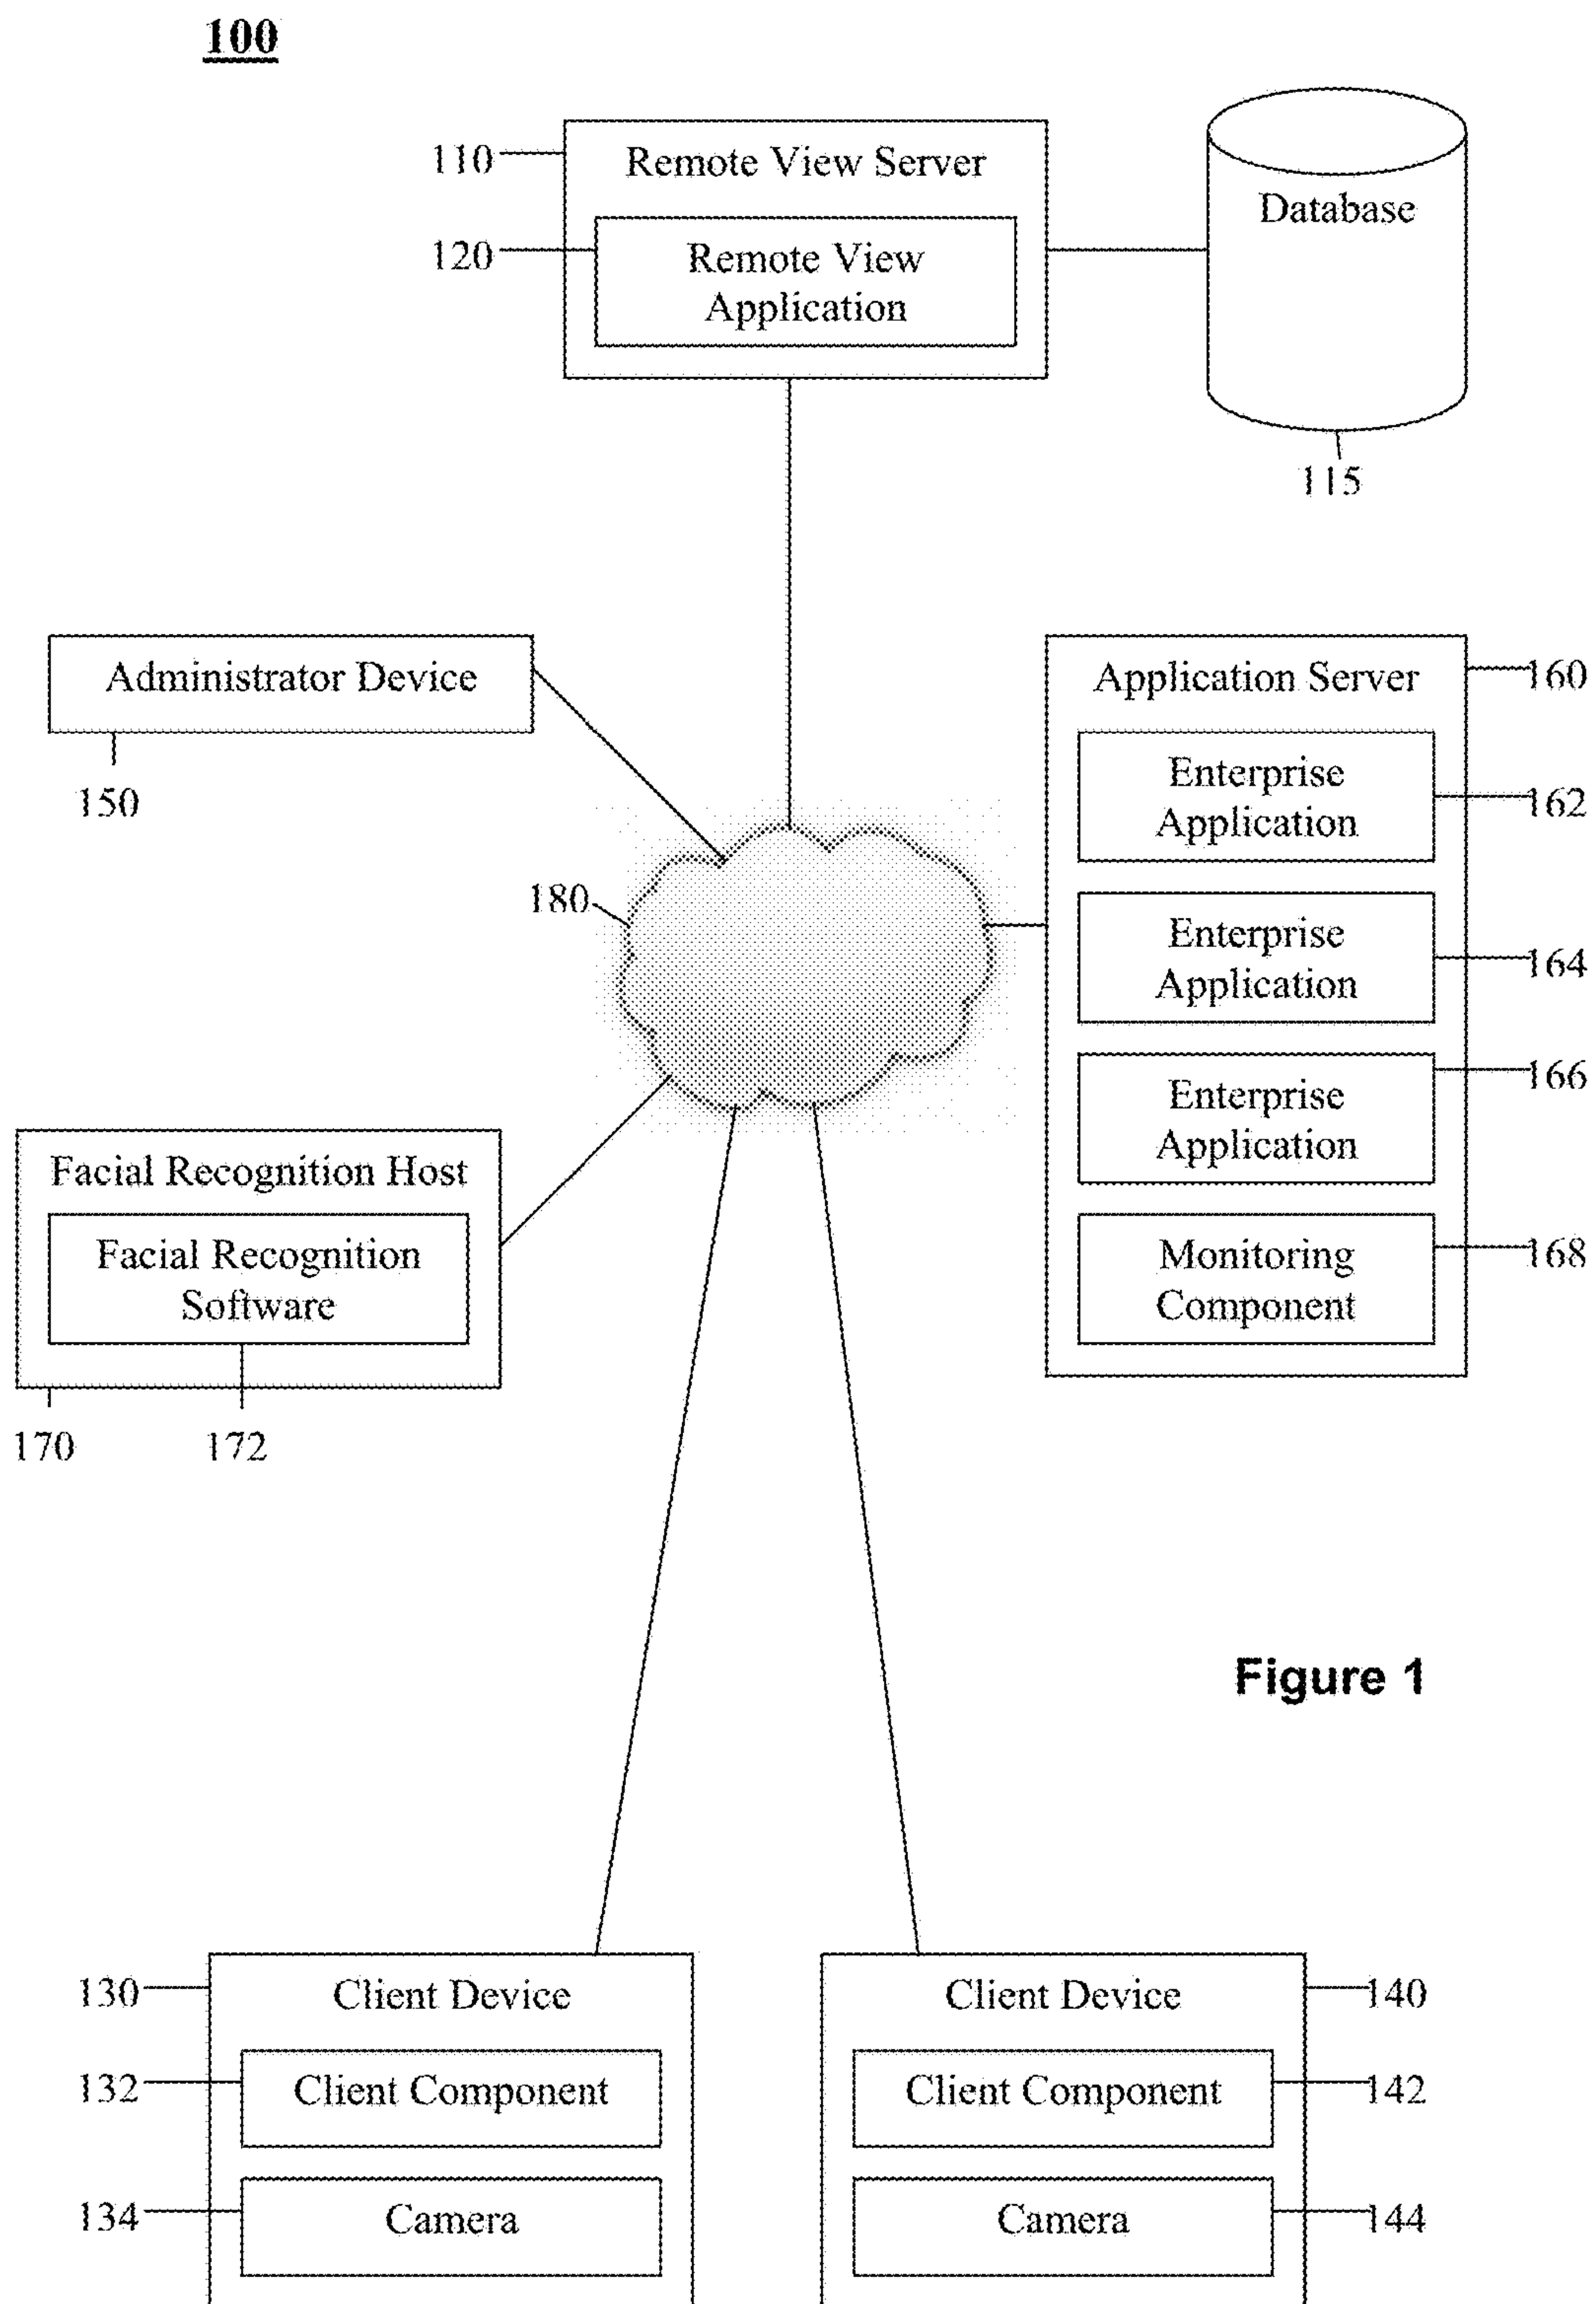 100
110
Remote View Server
120
Remote View
Application
Database
115
Administrator Device
150
180
Application Server
160
Enterprise
Application
162
Enterprise
Application
164
Enterprise
Application
166
Monitoring
Component
168
Facial Recognition Host
Facial Recognition
Software
170
172
Figure 1
130
Client Device
132
Client Component
134
Camera
Client Device
140
Client Component
142
Camera
144